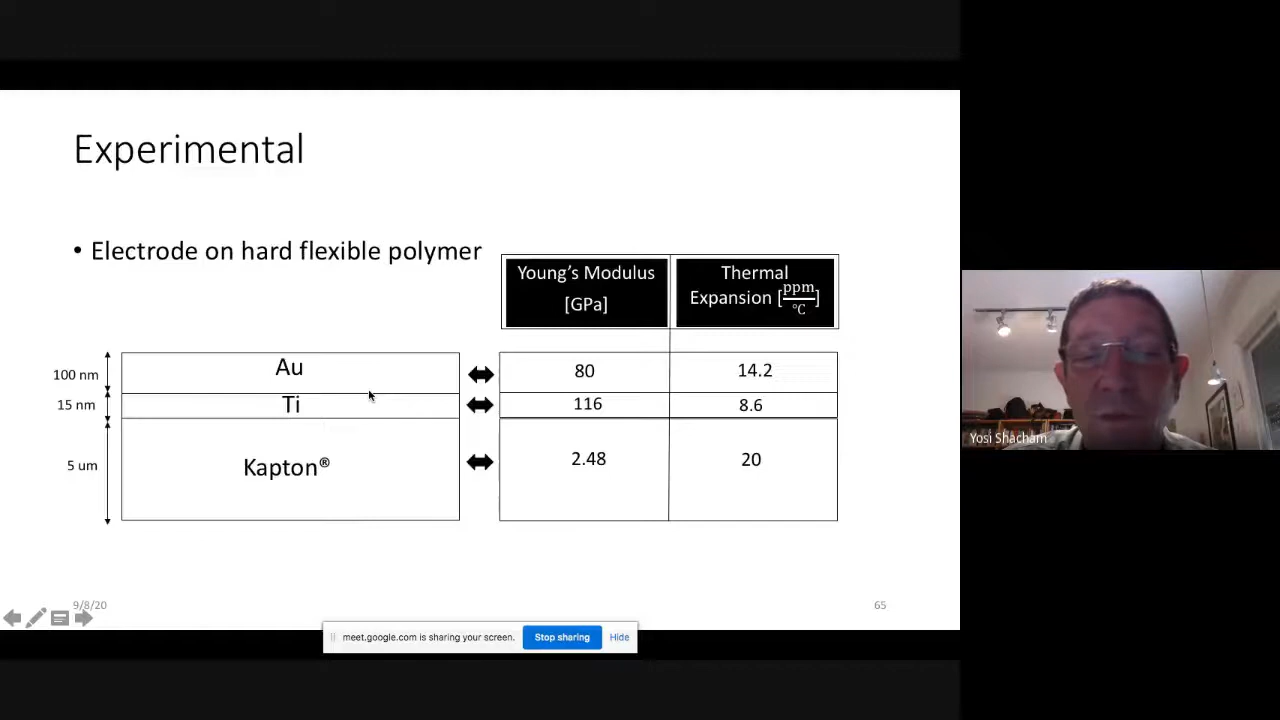 Experimental
• Electrode on hard flexible polymer
Young's Modulus
[GPa]
Thermal
Expansion [ppm/°C]
100 nm
Au
80
14.2
15 nm
Ti
116
8.6
5 um
Kapton®
2.48
20
Yosi Shacham
9/8/20
65
meet.google.com is sharing your screen.
Stop sharing
Hide